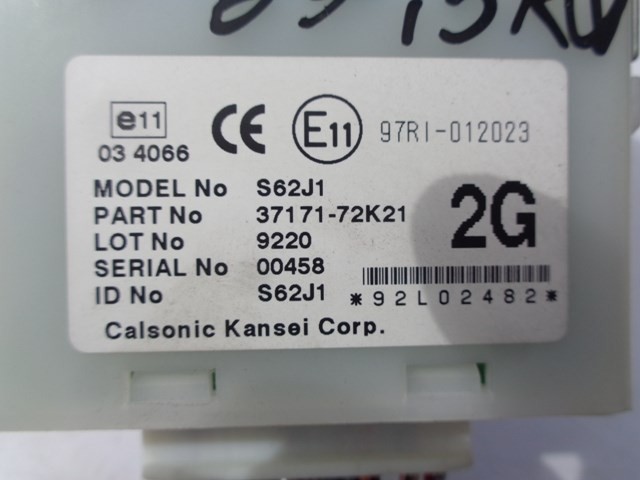 e11
03 4066
CE
E11
97RI-012023
MODEL No S62J1
PART No 37171-72K21
LOT No 9220
SERIAL No 00458
ID No S62J1
2G
*92L02482*
Calsonic Kansei Corp.